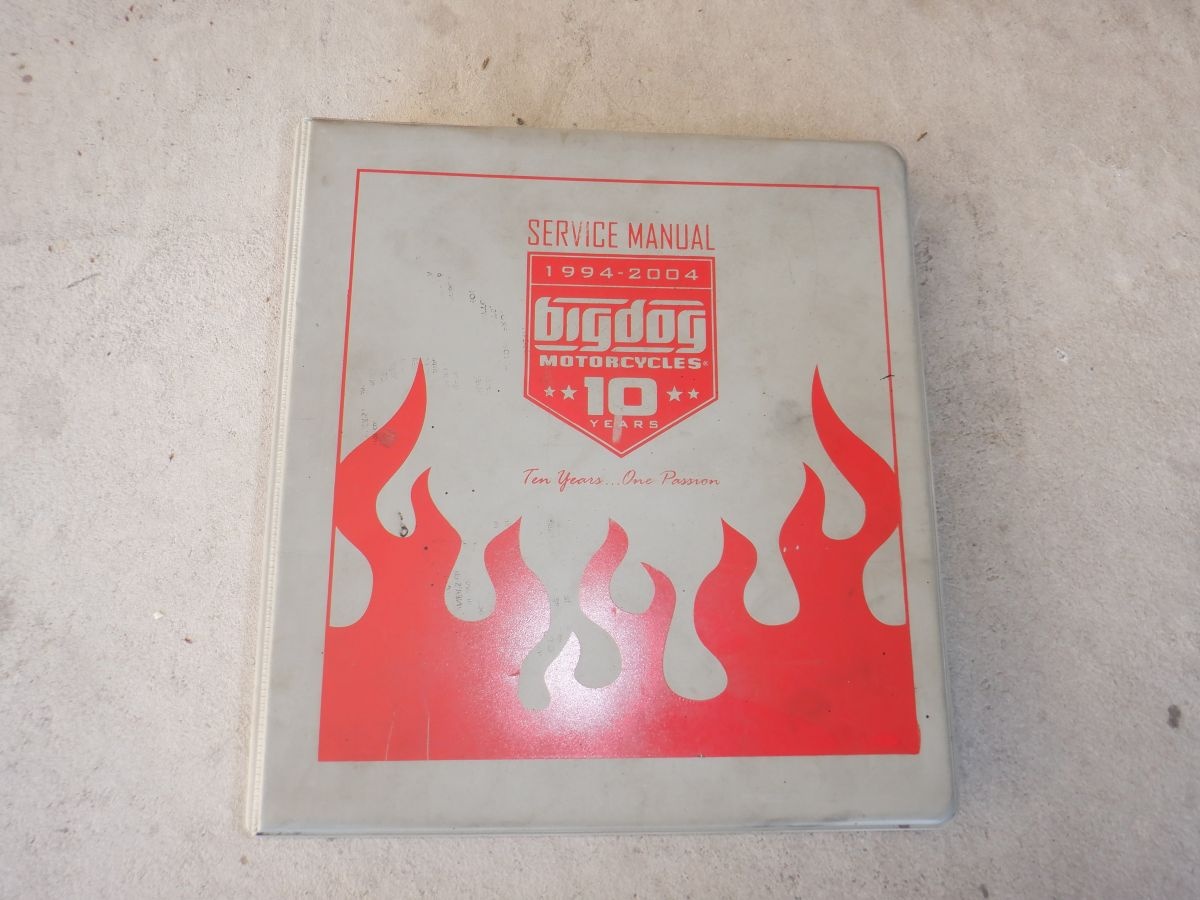 SERVICE MANUAL
1994-2004
bigdog
MOTORCYCLES®
10
YEARS
Ten Years...One Passion